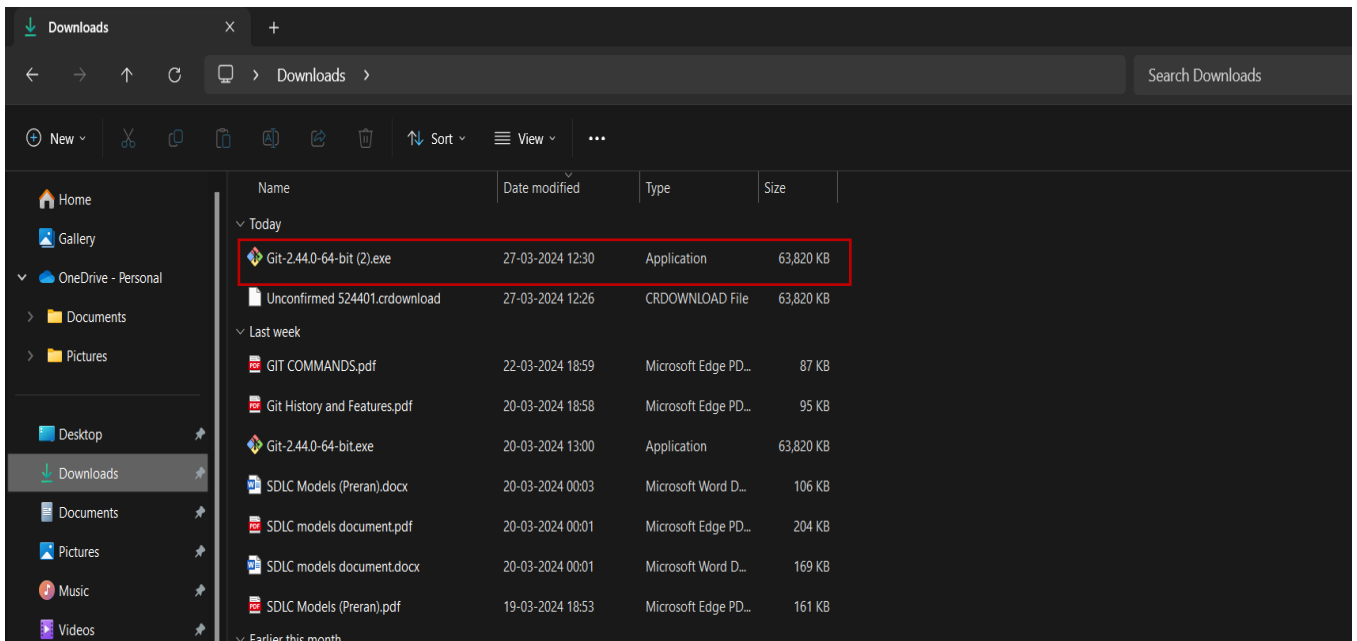 Downloads
Downloads
Search Downloads
New
Sort
View
Home
Gallery
OneDrive - Personal
Documents
Pictures
Desktop
Downloads
Documents
Pictures
Music
Videos
Name Date modified Type Size
Today
Git-2.44.0-64-bit (2).exe 27-03-2024 12:30 Application 63,820 KB
Unconfirmed 524401.crdownload 27-03-2024 12:26 CRDOWNLOAD File 63,820 KB
Last week
GIT COMMANDS.pdf 22-03-2024 18:59 Microsoft Edge PD... 87 KB
Git History and Features.pdf 20-03-2024 18:58 Microsoft Edge PD... 95 KB
Git-2.44.0-64-bit.exe 20-03-2024 13:00 Application 63,820 KB
SDLC Models (Preran).docx 20-03-2024 00:03 Microsoft Word D... 106 KB
SDLC models document.pdf 20-03-2024 00:01 Microsoft Edge PD... 204 KB
SDLC models document.docx 20-03-2024 00:01 Microsoft Word D... 169 KB
SDLC Models (Preran).pdf 19-03-2024 18:53 Microsoft Edge PD... 161 KB
Earlier this month